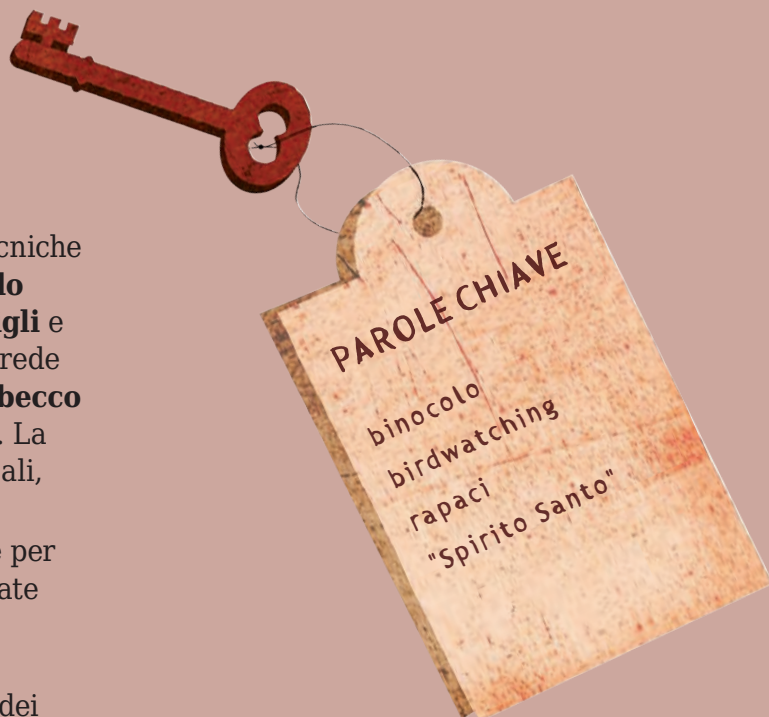 cniche
lo
gli e
rede
becco
. La
ali,
e per
ate
dei
PAROLE CHIAVE
binocolo
birdwatching
rapaci
"Spirito Santo"